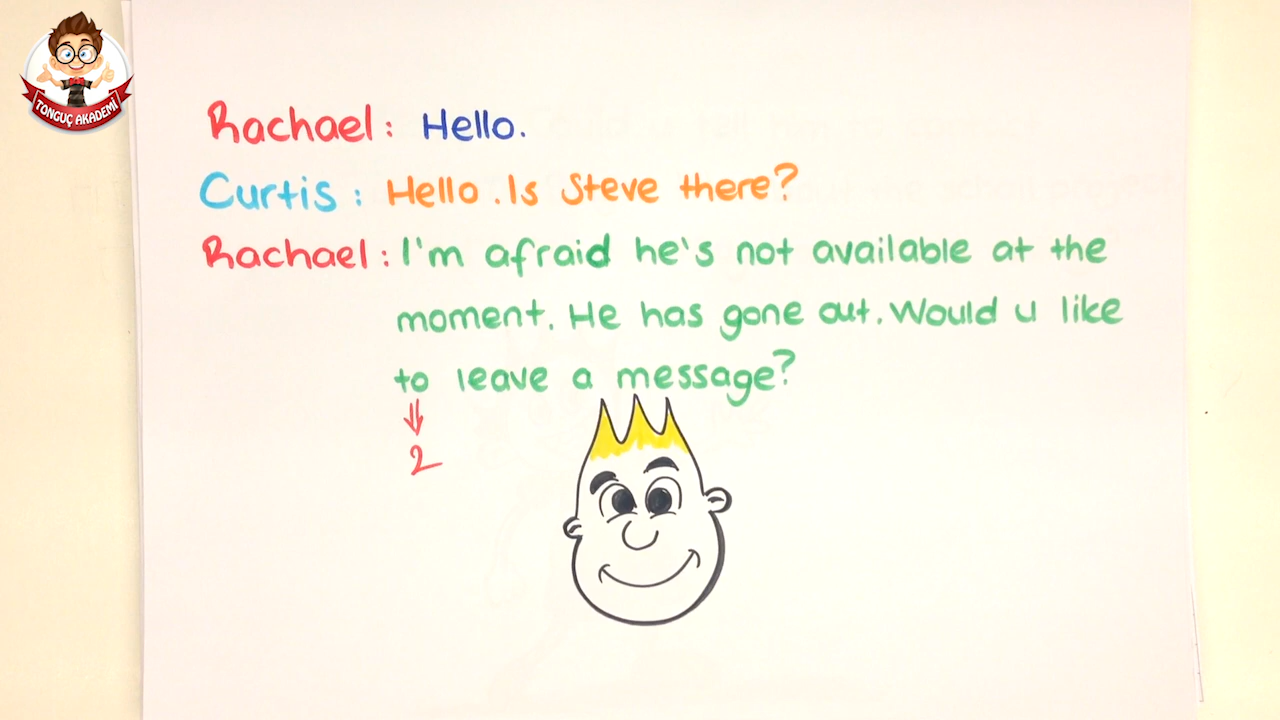 TONGUÇ AKADEMİ
Rachael: Hello.
Curtis: Hello. Is Steve there?
Rachael: I'm afraid he's not available at the
moment. He has gone out. Would u like
to leave a message?
2